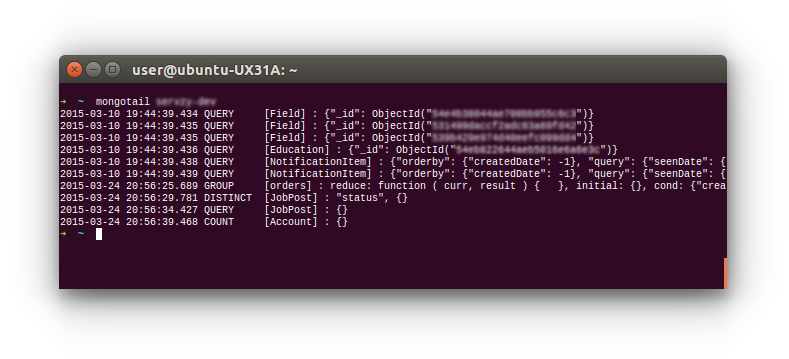 user@ubuntu-UX31A: ~
➜ ~ mongotail
2015-03-10 19:44:39.434 QUERY [Field] : {"_id": ObjectId("")}
2015-03-10 19:44:39.435 QUERY [Field] : {"_id": ObjectId("")}
2015-03-10 19:44:39.435 QUERY [Field] : {"_id": ObjectId("")}
2015-03-10 19:44:39.436 QUERY [Education] : {"_id": ObjectId("")}
2015-03-10 19:44:39.438 QUERY [NotificationItem] : {"orderby": {"createdDate": -1}, "query": {"seenDate": {
2015-03-10 19:44:39.439 QUERY [NotificationItem] : {"orderby": {"createdDate": -1}, "query": {"seenDate": {
2015-03-24 20:56:25.689 GROUP [orders] : reduce: function ( curr, result ) { }, initial: {}, cond: {"crea
2015-03-24 20:56:29.781 DISTINCT [JobPost] : "status", {}
2015-03-24 20:56:34.427 QUERY [JobPost] : {}
2015-03-24 20:56:39.468 COUNT [Account] : {}
➜ ~